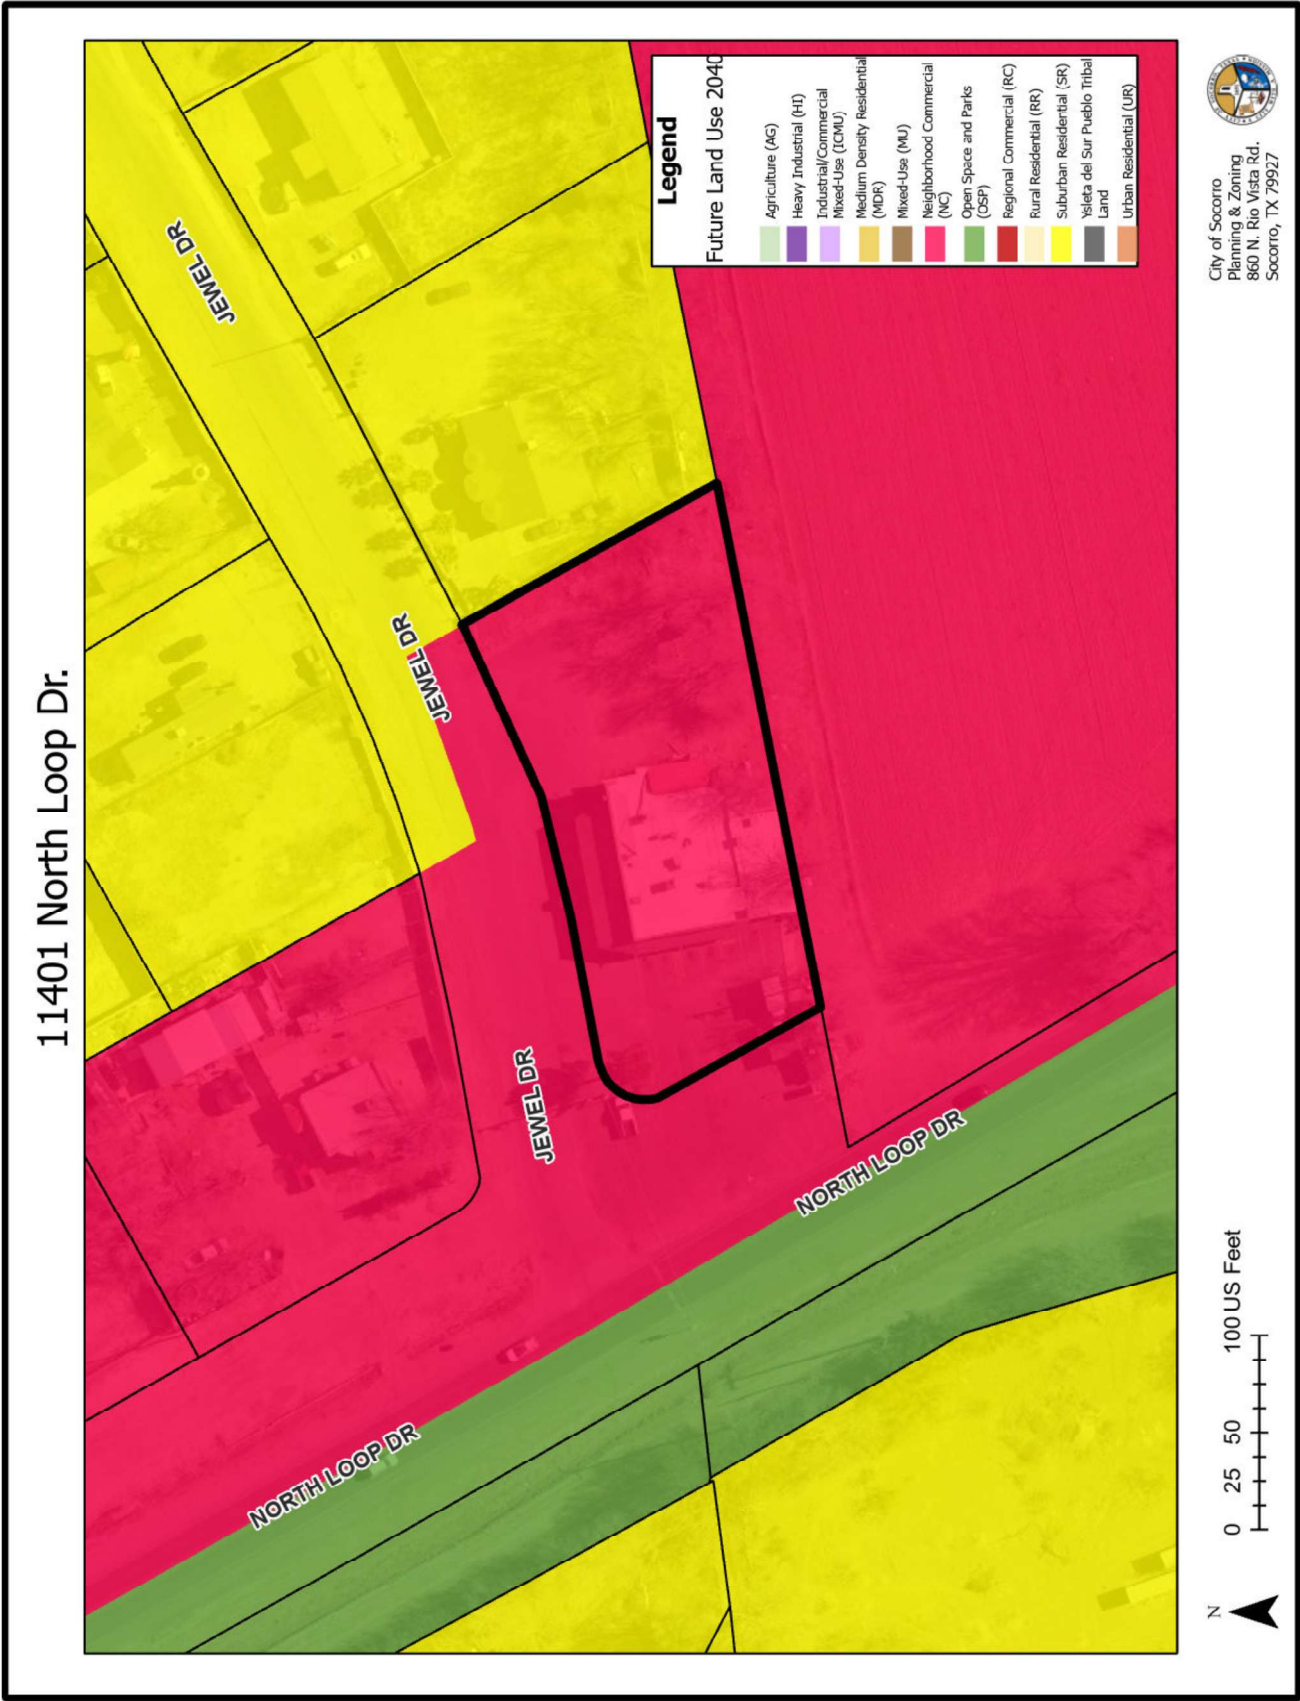 11401 North Loop Dr.
JEWEL DR
JEWEL DR
JEWEL DR
NORTH LOOP DR
NORTH LOOP DR
Legend
Future Land Use 2040
Agriculture (AG)
Heavy Industrial (HI)
Industrial/Commercial
Mixed-Use (ICMU)
Medium Density Residential
(MDR)
Mixed-Use (MU)
Neighborhood Commercial
(NC)
Open Space and Parks
(OSP)
Regional Commercial (RC)
Rural Residential (RR)
Suburban Residential (SR)
Ysleta del Sur Pueblo Tribal
Land
Urban Residential (UR)
N
0 25 50 100 US Feet
City of Socorro
Planning & Zoning
860 N. Rio Vista Rd.
Socorro, TX 79927